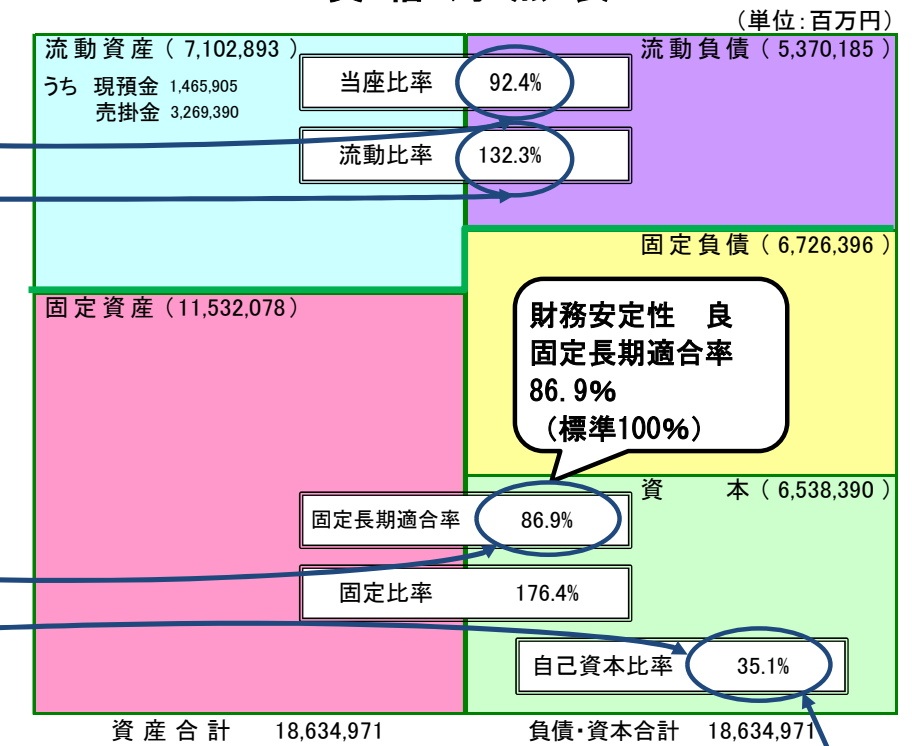 （単位:百万円）
流動資産（ 7,102,893 ）
うち 現預金 1,465,905
売掛金 3,269,390
流動負債（ 5,370,185 ）
当座比率 92.4%
流動比率 132.3%
固定負債（ 6,726,396 ）
固定資産（11,532,078）
財務安定性 良
固定長期適合率
86.9%
（標準100%）
資 本（ 6,538,390 ）
固定長期適合率 86.9%
固定比率 176.4%
自己資本比率 35.1%
資産合計 18,634,971
負債・資本合計 18,634,971